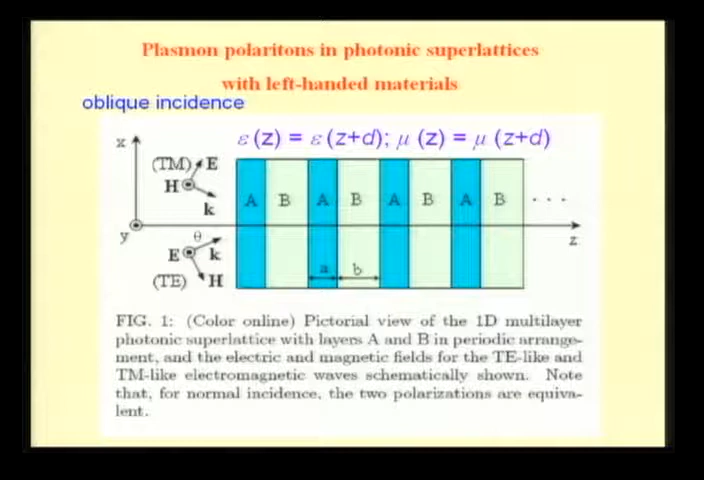 Plasmon polaritons in photonic superlattices
with left-handed materials
oblique incidence
ε (z) = ε (z+d); μ (z) = μ (z+d)
x
(TM) E
H
k
A B A B A B A B . . .
y
θ
z
E k
a b
(TE) H
FIG. 1: (Color online) Pictorial view of the 1D multilayer
photonic superlattice with layers A and B in periodic arrange-
ment, and the electric and magnetic fields for the TE-like and
TM-like electromagnetic waves schematically shown. Note
that, for normal incidence, the two polarizations are equiva-
lent.